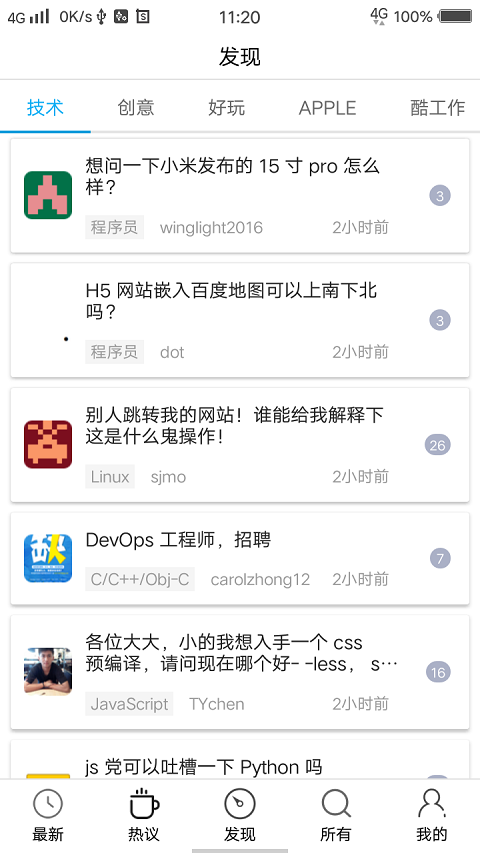 4G 0K/s 11:20 4G 100%
发现
技术 创意 好玩 APPLE 酷工作
想问一下小米发布的 15 寸 pro 怎么
样？
3
程序员 winglight2016 2小时前
H5 网站嵌入百度地图可以上南下北
吗？
3
程序员 dot 2小时前
别人跳转我的网站！谁能给我解释下
这是什么鬼操作！
26
Linux sjmo 2小时前
DevOps 工程师，招聘
7
C/C++/Obj-C carolzhong12 2小时前
各位大大，小的我想入手一个 css
预编译，请问现在哪个好- -less， s…
16
JavaScript TYchen 2小时前
js 党可以吐槽一下 Python 吗
最新 热议 发现 所有 我的